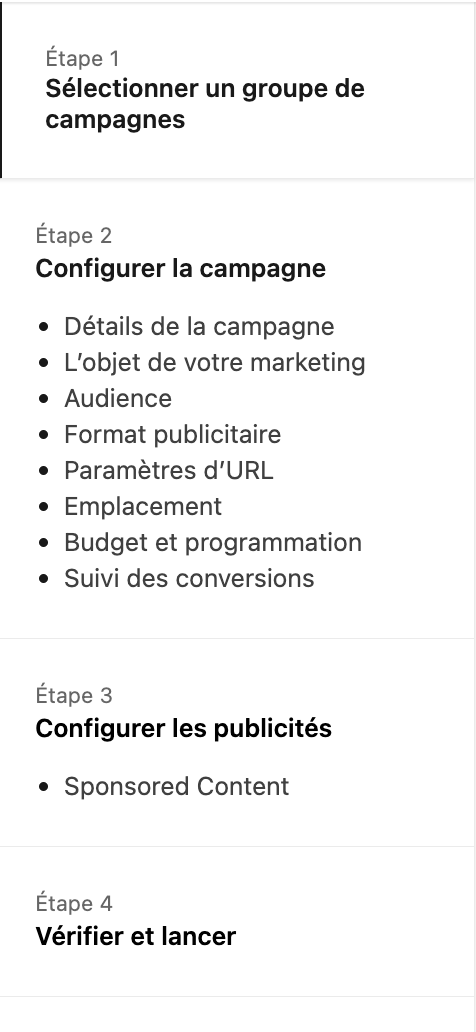 Étape 1
Sélectionner un groupe de
campagnes
Étape 2
Configurer la campagne
• Détails de la campagne
• L’objet de votre marketing
• Audience
• Format publicitaire
• Paramètres d’URL
• Emplacement
• Budget et programmation
• Suivi des conversions
Étape 3
Configurer les publicités
• Sponsored Content
Étape 4
Vérifier et lancer